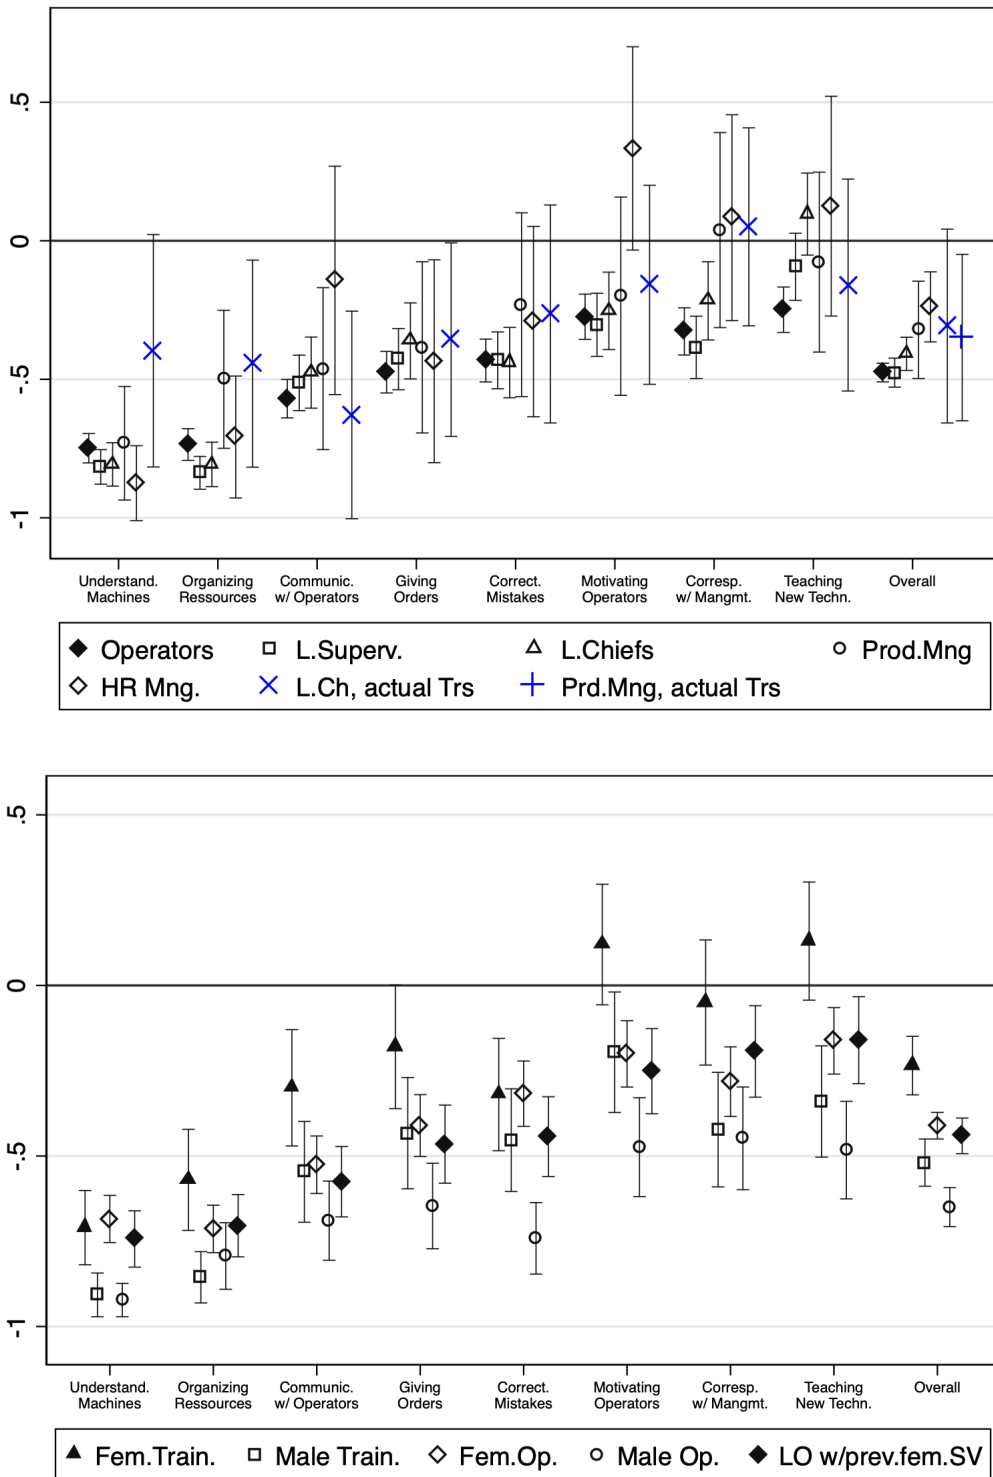 .5
0
-.5
-1
Understand. Machines
Organizing Ressources
Communic. w/ Operators
Giving Orders
Correct. Mistakes
Motivating Operators
Corresp. w/ Mangmt.
Teaching New Techn.
Overall
Operators
L.Superv.
L.Chiefs
Prod.Mng
HR Mng.
L.Ch, actual Trs
Prd.Mng, actual Trs
.5
0
-.5
-1
Understand. Machines
Organizing Ressources
Communic. w/ Operators
Giving Orders
Correct. Mistakes
Motivating Operators
Corresp. w/ Mangmt.
Teaching New Techn.
Overall
Fem.Train.
Male Train.
Fem.Op.
Male Op.
LO w/prev.fem.SV